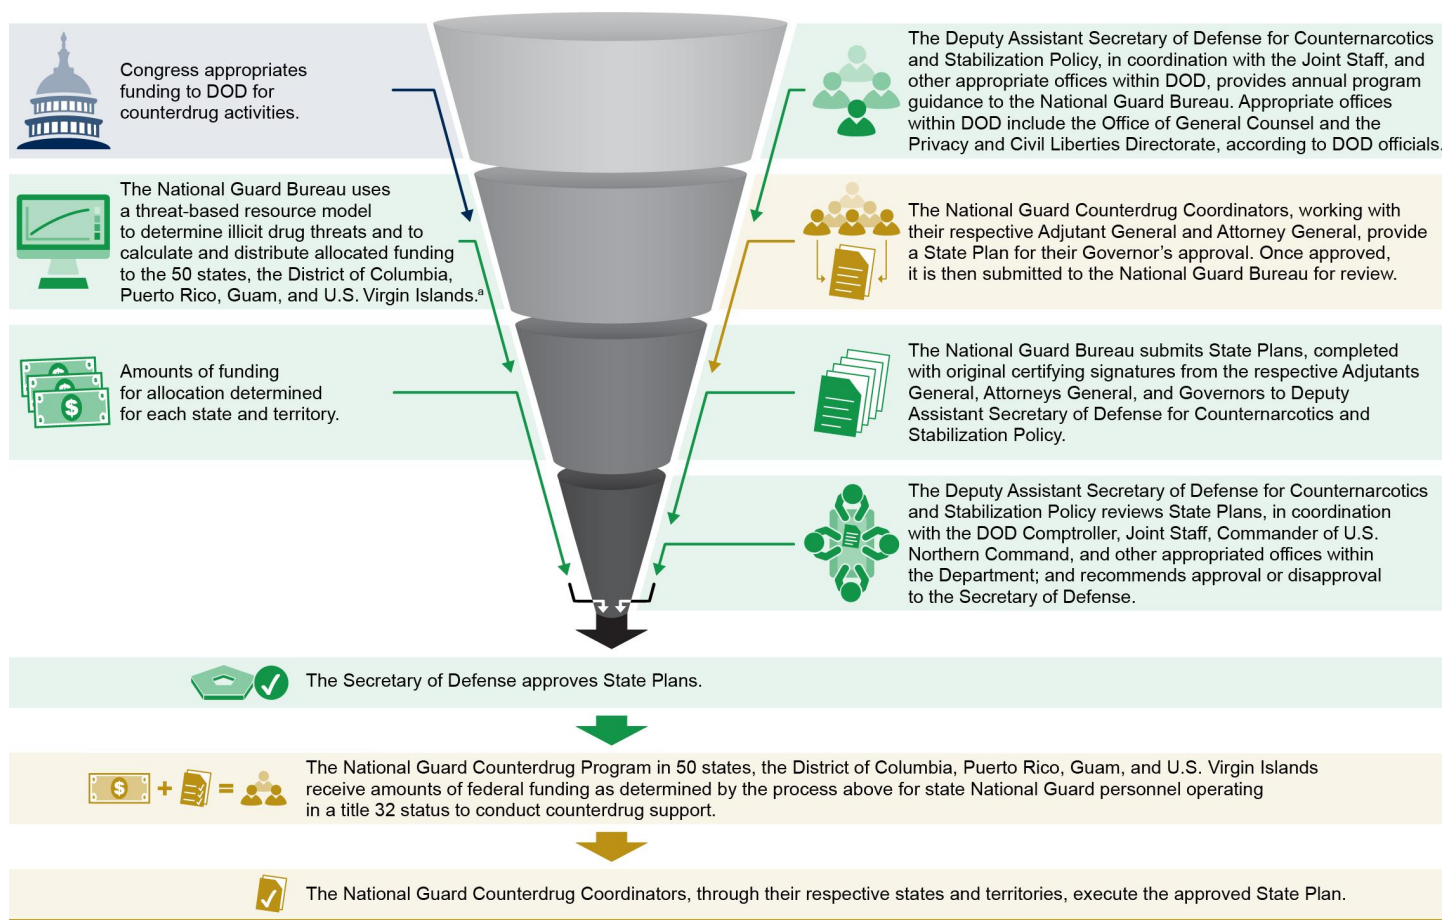 Congress appropriates
funding to DOD for
counterdrug activities.
The Deputy Assistant Secretary of Defense for Counternarcotics
and Stabilization Policy, in coordination with the Joint Staff, and
other appropriate offices within DOD, provides annual program
guidance to the National Guard Bureau. Appropriate offices
within DOD include the Office of General Counsel and the
Privacy and Civil Liberties Directorate, according to DOD officials.
The National Guard Bureau uses
a threat-based resource model
to determine illicit drug threats and to
calculate and distribute allocated funding
to the 50 states, the District of Columbia,
Puerto Rico, Guam, and U.S. Virgin Islands.ª
The National Guard Counterdrug Coordinators, working with
their respective Adjutant General and Attorney General, provide
a State Plan for their Governor's approval. Once approved,
it is then submitted to the National Guard Bureau for review.
Amounts of funding
for allocation determined
for each state and territory.
The National Guard Bureau submits State Plans, completed
with original certifying signatures from the respective Adjutants
General, Attorneys General, and Governors to Deputy
Assistant Secretary of Defense for Counternarcotics and
Stabilization Policy.
The Deputy Assistant Secretary of Defense for Counternarcotics
and Stabilization Policy reviews State Plans, in coordination
with the DOD Comptroller, Joint Staff, Commander of U.S.
Northern Command, and other appropriated offices within
the Department; and recommends approval or disapproval
to the Secretary of Defense.
The Secretary of Defense approves State Plans.
$ + =
The National Guard Counterdrug Program in 50 states, the District of Columbia, Puerto Rico, Guam, and U.S. Virgin Islands
receive amounts of federal funding as determined by the process above for state National Guard personnel operating
in a title 32 status to conduct counterdrug support.
The National Guard Counterdrug Coordinators, through their respective states and territories, execute the approved State Plan.